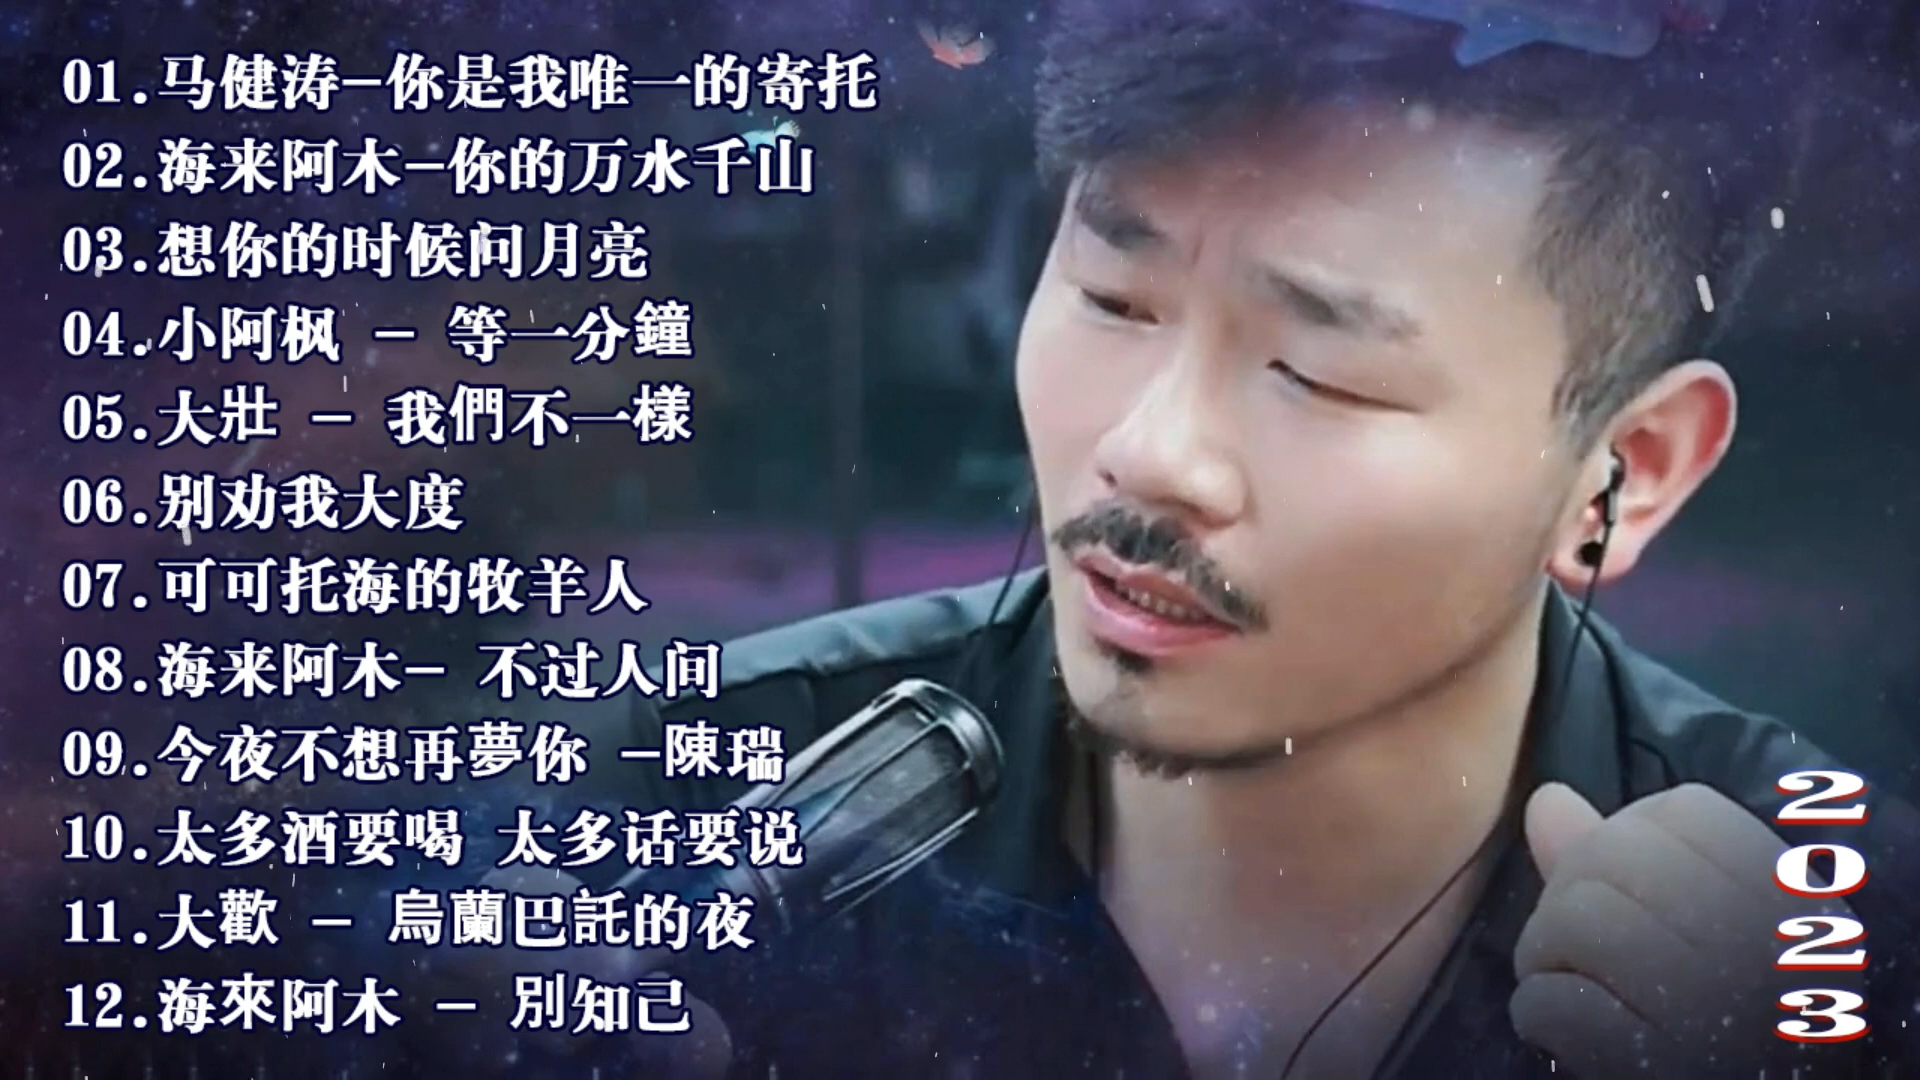 01.马健涛-你是我唯一的寄托
02.海来阿木-你的万水千山
03.想你的时候问月亮
04.小阿枫 - 等一分鐘
05.大壯 - 我們不一樣
06.别劝我大度
07.可可托海的牧羊人
08.海来阿木- 不过人间
09.今夜不想再夢你 -陳瑞
10.太多酒要喝 太多话要说
11.大歡 - 烏蘭巴託的夜
12.海來阿木 - 別知己
2023